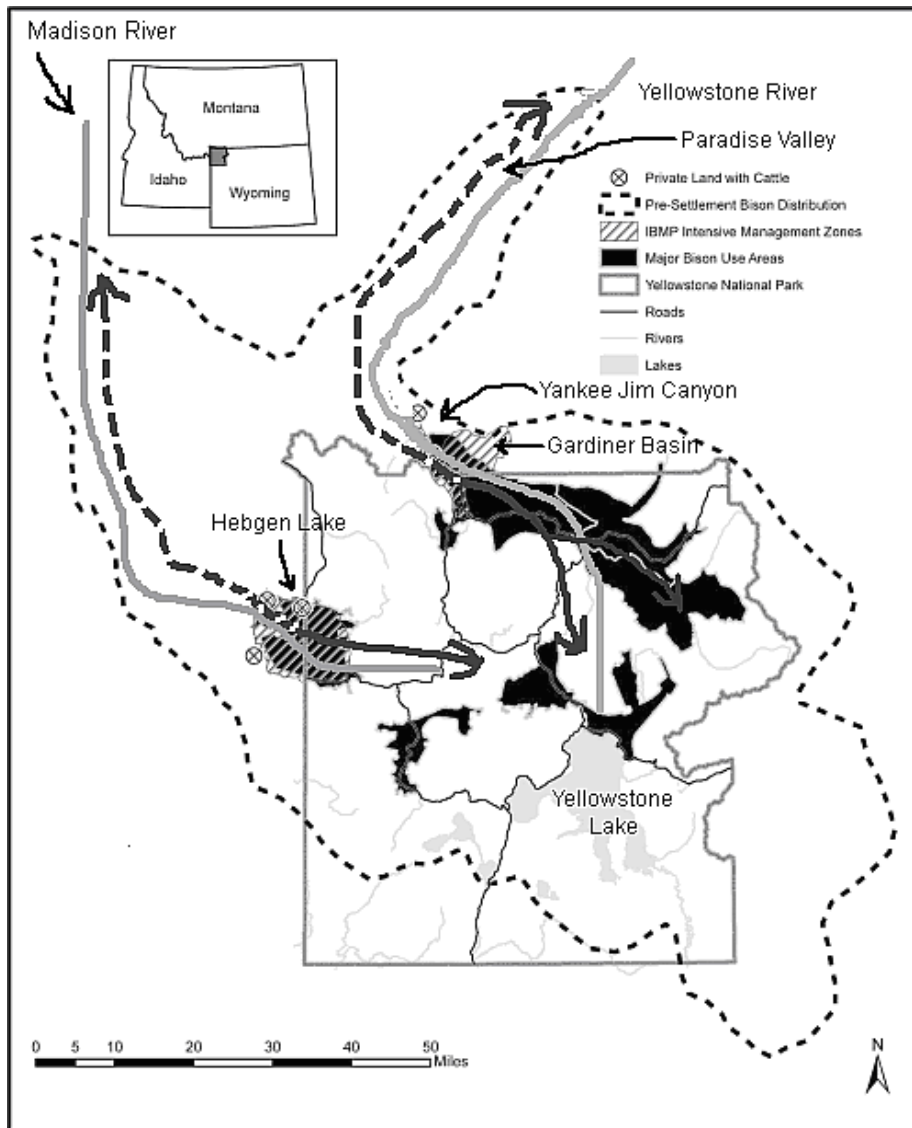 Madison River
Montana
Idaho
Wyoming
Yellowstone River
Paradise Valley
Private Land with Cattle
Pre-Settlement Bison Distribution
IBMP Intensive Management Zones
Major Bison Use Areas
Yellowstone National Park
Roads
Rivers
Lakes
Yankee Jim Canyon
Gardiner Basin
Hebgen Lake
Yellowstone
Lake
0 5 10 20 30 40 50
Miles
N